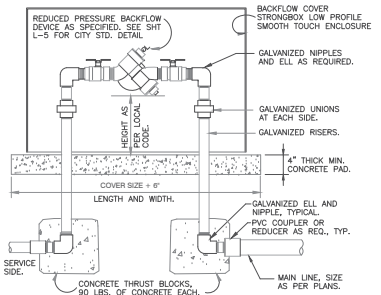 REDUCED PRESSURE BACKFLOW
DEVICE AS SPECIFIED. SEE SHT
L-5 FOR CITY STD. DETAIL
BACKFLOW COVER
STRONGBOX LOW PROFILE
SMOOTH TOUCH ENCLOSURE
GALVANIZED NIPPLES
AND ELL AS REQUIRED.
HEIGHT AS
PER LOCAL
CODE.
GALVANIZED UNIONS
AT EACH SIDE.
GALVANIZED RISERS.
4" THICK MIN.
CONCRETE PAD.
COVER SIZE + 6"
LENGTH AND WIDTH.
GALVANIZED ELL AND
NIPPLE, TYPICAL.
PVC COUPLER OR
REDUCER AS REQ., TYP.
SERVICE
SIDE.
CONCRETE THRUST BLOCKS,
90 LBS. OF CONCRETE EACH.
MAIN LINE, SIZE
AS PER PLANS.